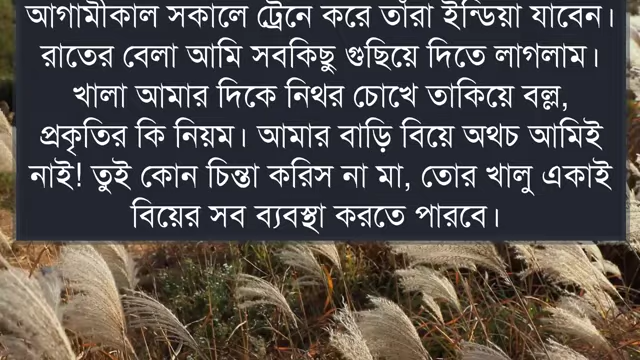 আগামীকাল সকালে ট্রেনে করে তাঁরা ইন্ডিয়া যাবেন।
রাতের বেলা আমি সবকিছু গুছিয়ে দিতে লাগলাম।
খালা আমার দিকে নিথর চোখে তাকিয়ে বল্ল,
প্রকৃতির কি নিয়ম। আমার বাড়ি বিয়ে অথচ আমিই
নাই! তুই কোন চিন্তা করিস না মা, তোর খালু একাই
বিয়ের সব ব্যবস্থা করতে পারবে।